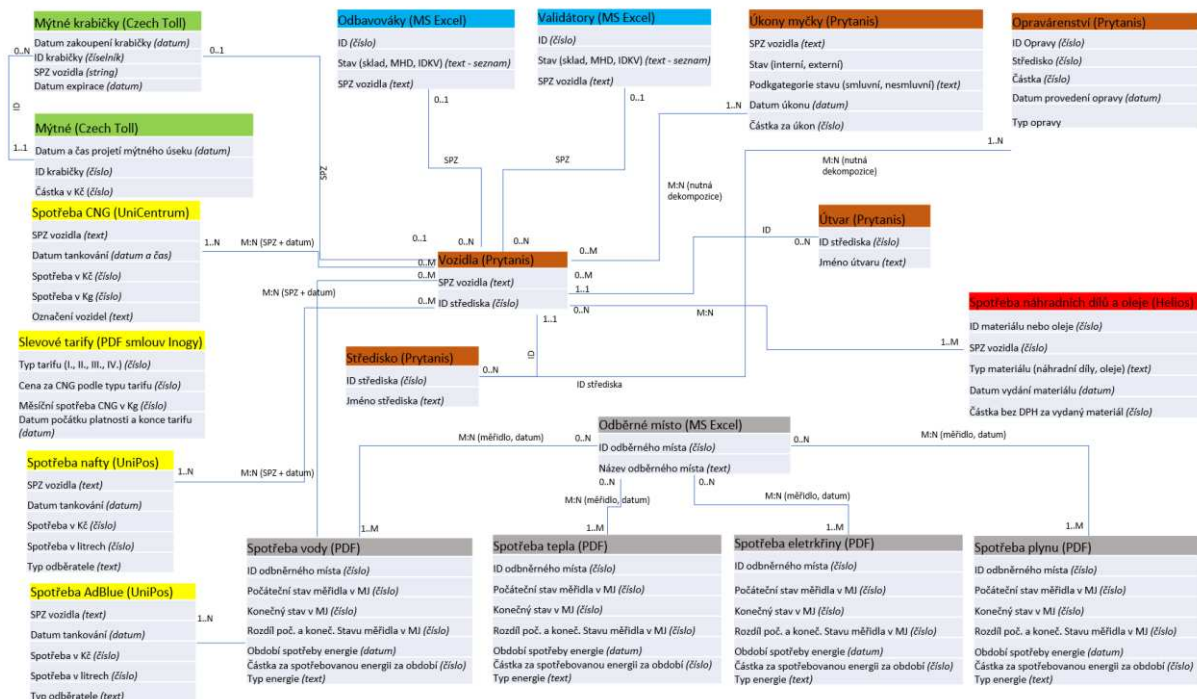 Mýtné krabičky (Czech Toll)
Datum zakoupení krabičky (datum)
ID krabičky (číselník)
SPZ vozidla (string)
Datum expirace (datum)
0..N
0..1
ID
1..1
Mýtné (Czech Toll)
Datum a čas projetí mýtného úseku (datum)
ID krabičky (číslo)
Částka v Kč (číslo)
SPZ
Odbavováky (MS Excel)
ID (číslo)
Stav (sklad, MHD, IDKV) (text - seznam)
SPZ vozidla (text)
0..1
SPZ
Validátory (MS Excel)
ID (číslo)
Stav (sklad, MHD, IDKV) (text - seznam)
SPZ vozidla (text)
0..1
SPZ
Úkony myčky (Prytanis)
SPZ vozidla (text)
Stav (interní, externí)
Podkgategorie stavu (smluvní, nesmluvní) (text)
Datum úkonu (datum)
Částka za úkon (číslo)
1..N
M:N (nutná
dekompozice)
Opravárenství (Prytanis)
ID Opravy (číslo)
Středisko (číslo)
Částka (číslo)
Datum provedení opravy (datum)
Typ opravy
1..N
M:N (nutná
dekompozice)
Spotřeba CNG (UniCentrum)
SPZ vozidla (text)
Datum tankování (datum a čas)
Spotřeba v Kč (číslo)
Spotřeba v Kg (číslo)
Označení vozidel (text)
1..N
M:N (SPZ + datum)
0..1
0..N
0..N
0..M
0..M
0..M
0..M
Vozidla (Prytanis)
SPZ vozidla (text)
ID střediska (číslo)
0..M
1..1
0..N
1..1
M:N (SPZ + datum)
Útvar (Prytanis)
ID střediska (číslo)
Jméno útvaru (text)
ID
0..N
M:N
Spotřeba náhradních dílů a oleje (Helios)
ID materiálu nebo oleje (číslo)
SPZ vozidla (číslo)
Typ materiálu (náhradní díly, oleje) (text)
Datum vydání materiálu (datum)
Částka bez DPH za vydaný materiál (číslo)
1..M
Slevové tarify (PDF smlouv Inogy)
Typ tarifu (I., II., III., IV.) (číslo)
Cena za CNG podle typu tarifu (číslo)
Měsíční spotřeba CNG v Kg (číslo)
Datum počátku platnosti a konce tarifu
(datum)
Středisko (Prytanis)
ID střediska (číslo)
Jméno střediska (text)
ID
0..N
ID střediska
Odběrné místo (MS Excel)
ID odběrného místa (číslo)
Název odběrného místa (text)
M:N (měřidlo, datum)
0..N
0..N
M:N (měřidlo, datum)
0..N
0..N
M:N (měřidlo, datum)
M:N (měřidlo, datum)
Spotřeba nafty (UniPos)
SPZ vozidla (text)
Datum tankování (datum)
Spotřeba v Kč (číslo)
Spotřeba v litrech (číslo)
Typ odběratele (text)
1..N
M:N (SPZ + datum)
Spotřeba AdBlue (UniPos)
SPZ vozidla (text)
Datum tankování (datum)
Spotřeba v Kč (číslo)
Spotřeba v litrech (číslo)
Typ odběratele (text)
1..N
1..M
Spotřeba vody (PDF)
ID odbněrného místa (číslo)
Počáteční stav měřidla v MJ (číslo)
Konečný stav v MJ (číslo)
Rozdíl poč. a koneč. Stavu měřidla v MJ (číslo)
Období spotřeby energie (datum)
Částka za spotřebovanou energii za období (číslo)
Typ energie (text)
1..M
Spotřeba tepla (PDF)
ID odbněrného místa (číslo)
Počáteční stav měřidla v MJ (číslo)
Konečný stav v MJ (číslo)
Rozdíl poč. a koneč. Stavu měřidla v MJ (číslo)
Období spotřeby energie (datum)
Částka za spotřebovanou energii za období (číslo)
Typ energie (text)
1..M
Spotřeba eletrkřiny (PDF)
ID odbněrného místa (číslo)
Počáteční stav měřidla v MJ (číslo)
Konečný stav v MJ (číslo)
Rozdíl poč. a koneč. Stavu měřidla v MJ (číslo)
Období spotřeby energie (datum)
Částka za spotřebovanou energii za období (číslo)
Typ energie (text)
1..M
Spotřeba plynu (PDF)
ID odbněrného místa (číslo)
Počáteční stav měřidla v MJ (číslo)
Konečný stav v MJ (číslo)
Rozdíl poč. a koneč. Stavu měřidla v MJ (číslo)
Období spotřeby energie (datum)
Částka za spotřebovanou energii za období (číslo)
Typ energie (text)